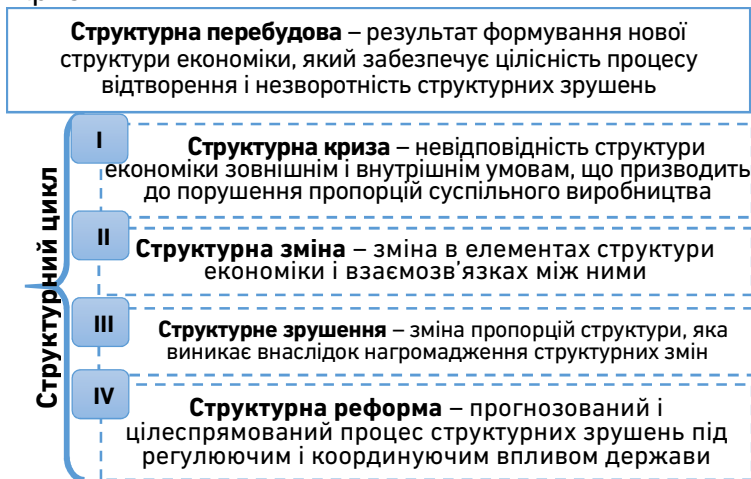 Структурна перебудова – результат формування нової
структури економіки, який забезпечує цілісність процесу
відтворення і незворотність структурних зрушень
Структурний цикл
I
Структурна криза – невідповідність структури
економіки зовнішнім і внутрішнім умовам, що призводить
до порушення пропорцій суспільного виробництва
II
Структурна зміна – зміна в елементах структури
економіки і взаємозв'язках між ними
III
Структурне зрушення – зміна пропорцій структури, яка
виникає внаслідок нагромадження структурних змін
IV
Структурна реформа – прогнозований і
цілеспрямований процес структурних зрушень під
регулюючим і координуючим впливом держави